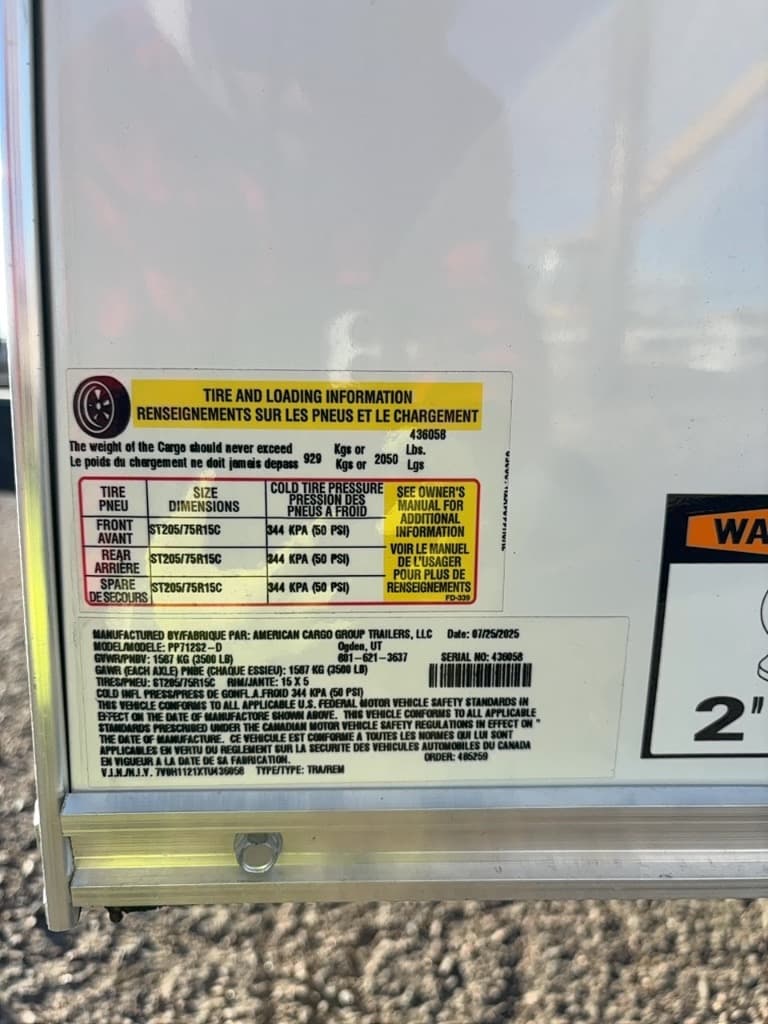 TIRE AND LOADING INFORMATION
RENSEIGNEMENTS SUR LES PNEUS ET LE CHARGEMENT
436058
The weight of the Cargo should never exceed 929 Kgs or 2050 Lbs.
Le poids du chargement ne doit jamais depass Kgs or Lgs
TIRE PNEU SIZE DIMENSIONS COLD TIRE PRESSURE PRESSION DES PNEUS A FROID
FRONT AVANT ST205/75R15C 344 KPA (50 PSI)
REAR ARRIÈRE ST205/75R15C 344 KPA (50 PSI)
SPARE DE SECOURS ST205/75R15C 344 KPA (50 PSI)
SEE OWNER'S
MANUAL FOR
ADDITIONAL
INFORMATION
VOIR LE MANUEL
DE L'USAGER
POUR PLUS DE
RENSEIGNEMENTS
FD-339
MANUFACTURED BY/FABRIQUE PAR: AMERICAN CARGO GROUP TRAILERS, LLC Date: 07/25/2025
MODEL/MODELE: PP712S2-D Ogden, UT
GVWR/PNBV: 1587 KG (3500 LB) 801-621-3637 SERIAL NO: 436058
GAWR (EACH AXLE) PNBE (CHAQUE ESSIEU): 1587 KG (3500 LB)
TIRES/PNEU: ST205/75R15C RIM/JANTE: 15 X 5
COLD INFL PRESS/PRESS DE GONFL.A.FROID 344 KPA (50 PSI)
THIS VEHICLE CONFORMS TO ALL APPLICABLE U.S. FEDERAL MOTOR VEHICLE SAFETY STANDARDS IN
EFFECT ON THE DATE OF MANUFACTORE SHOWN ABOVE. THIS VEHICLE CONFORMS TO ALL APPLICABLE
STANDARDS PRESCRIBED UNDER THE CANADIAN MOTOR VEHICLE SAFETY REGULATIONS IN EFFECT ON "
THE DATE OF MANUFACTURE. CE VEHICULE EST CONFORME A TOUTES LES NORMES QUI LUI SONT
APPLICABLES EN VERTU DU REGLEMENT SUR LA SECURITE DES VEHICULES AUTOMOBILES DU CANADA
EN VIGUEUR A LA DATE DE SA FABRICATION. ORDER: 485259
V.I.N./N.I.V. TYPE/TYPE: TRA/REM
WA
2"